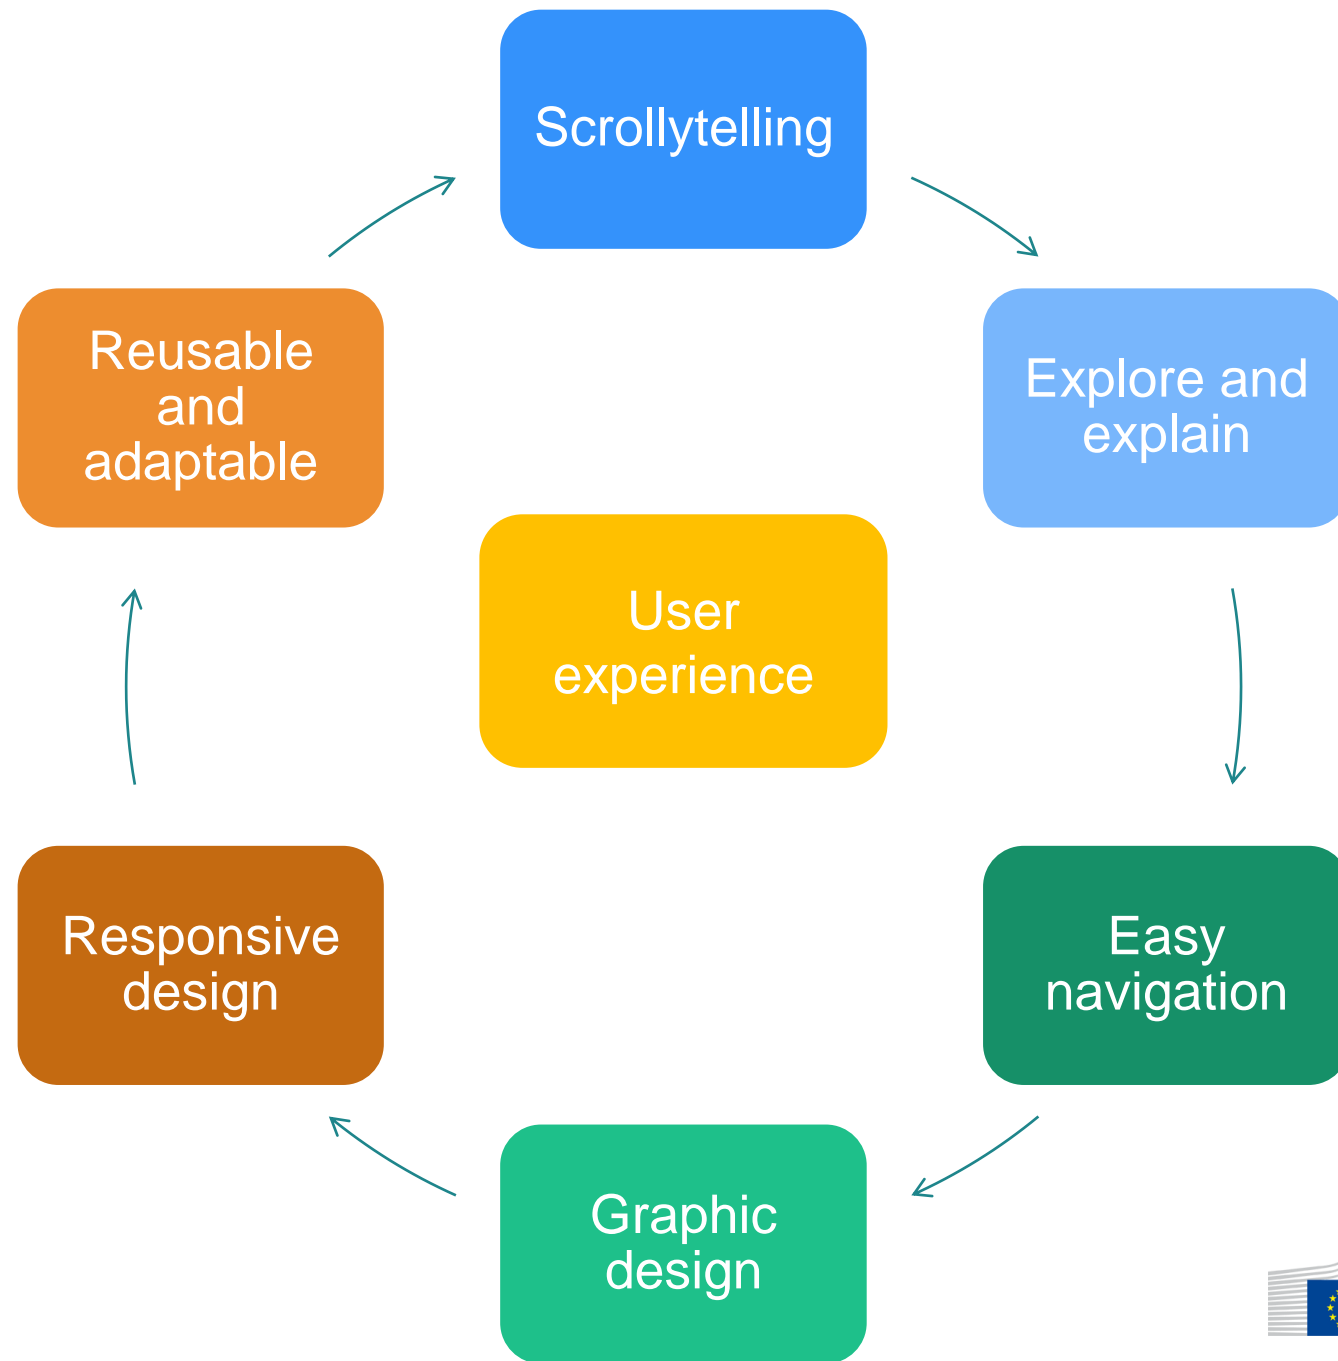 Scrollytelling
Explore and
explain
Easy
navigation
Graphic
design
Responsive
design
Reusable
and
adaptable
User
experience